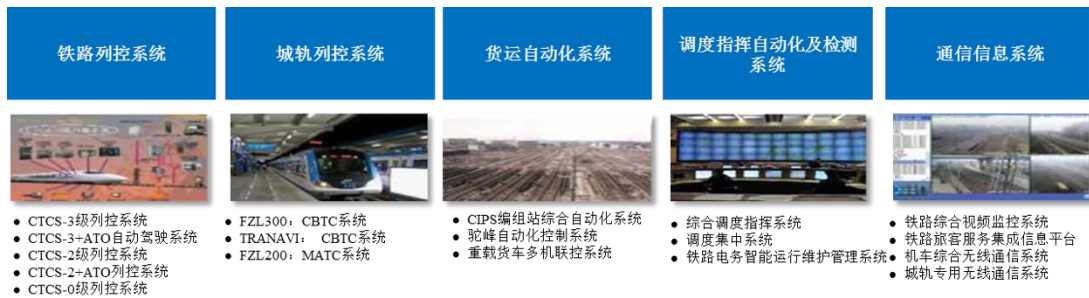 铁路列控系统
城轨列控系统
货运自动化系统
调度指挥自动化及检测
系统
通信信息系统
● CTCS-3级列控系统
● CTCS-3+ATO自动驾驶系统
● CTCS-2级列控系统
● CTCS-2+ATO列控系统
● CTCS-0级列控系统
● FZL300：CBTC系统
● TRANAVI： CBTC系统
● FZL200：MATC系统
● CIPS编组站综合自动化系统
● 驼峰自动化控制系统
● 重载货车多机联控系统
● 综合调度指挥系统
● 调度集中系统
● 铁路电务智能运行维护管理系统
● 铁路综合视频监控系统
● 铁路旅客服务集成信息平台
● 机车综合无线通信系统
● 城轨专用无线通信系统